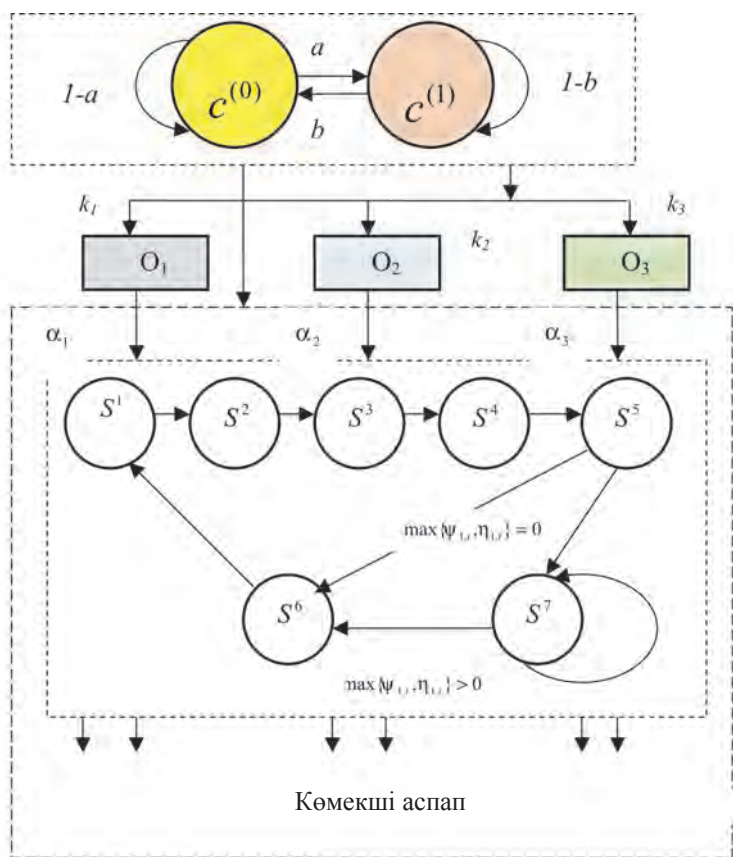 a
1-a
c⁽⁰⁾
c⁽¹⁾
1-b
b
k₁
k₂
k₃
O₁
O₂
O₃
α₁
α₂
α₃
S¹
S²
S³
S⁴
S⁵
max{ψ₁,ᵢ,η₁,ᵢ} = 0
S⁶
S⁷
max{ψ₁,ᵢ,η₁,ᵢ} > 0
Көмекші аспап